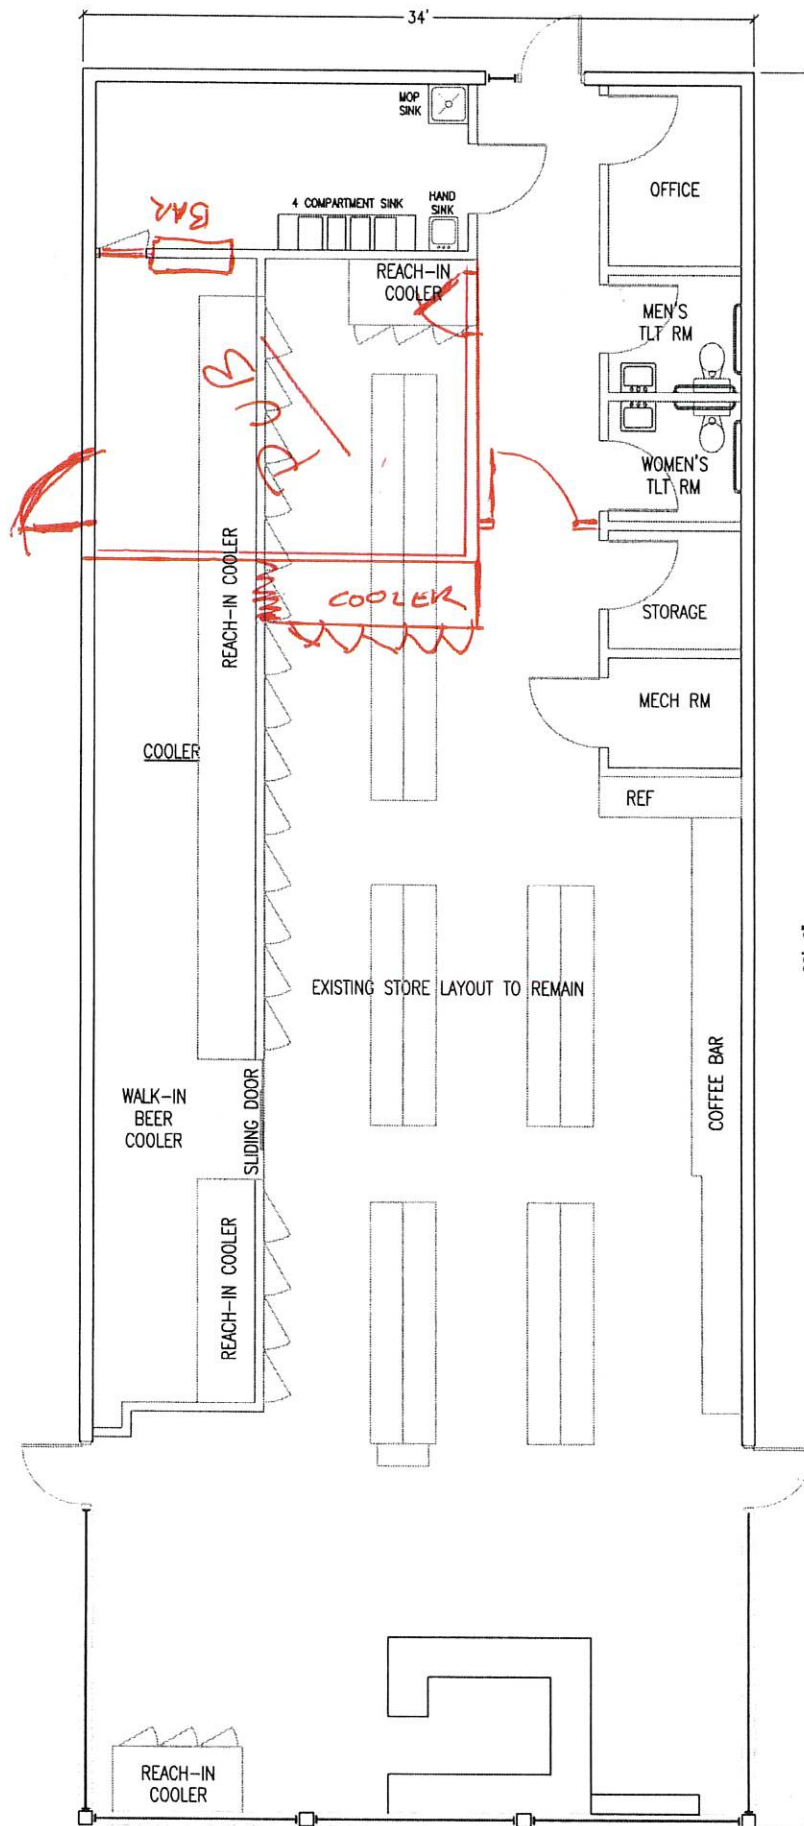 34'
MOP
SINK
OFFICE
4 COMPARTMENT SINK
HAND
SINK
BAR
REACH-IN
COOLER
MEN'S
TLT RM
WOMEN'S
TLT RM
REACH-IN COOLER
COOLER
STORAGE
MECH RM
COOLER
REF
EXISTING STORE LAYOUT TO REMAIN
COFFEE BAR
WALK-IN
BEER
COOLER
SLIDING DOOR
REACH-IN COOLER
REACH-IN
COOLER